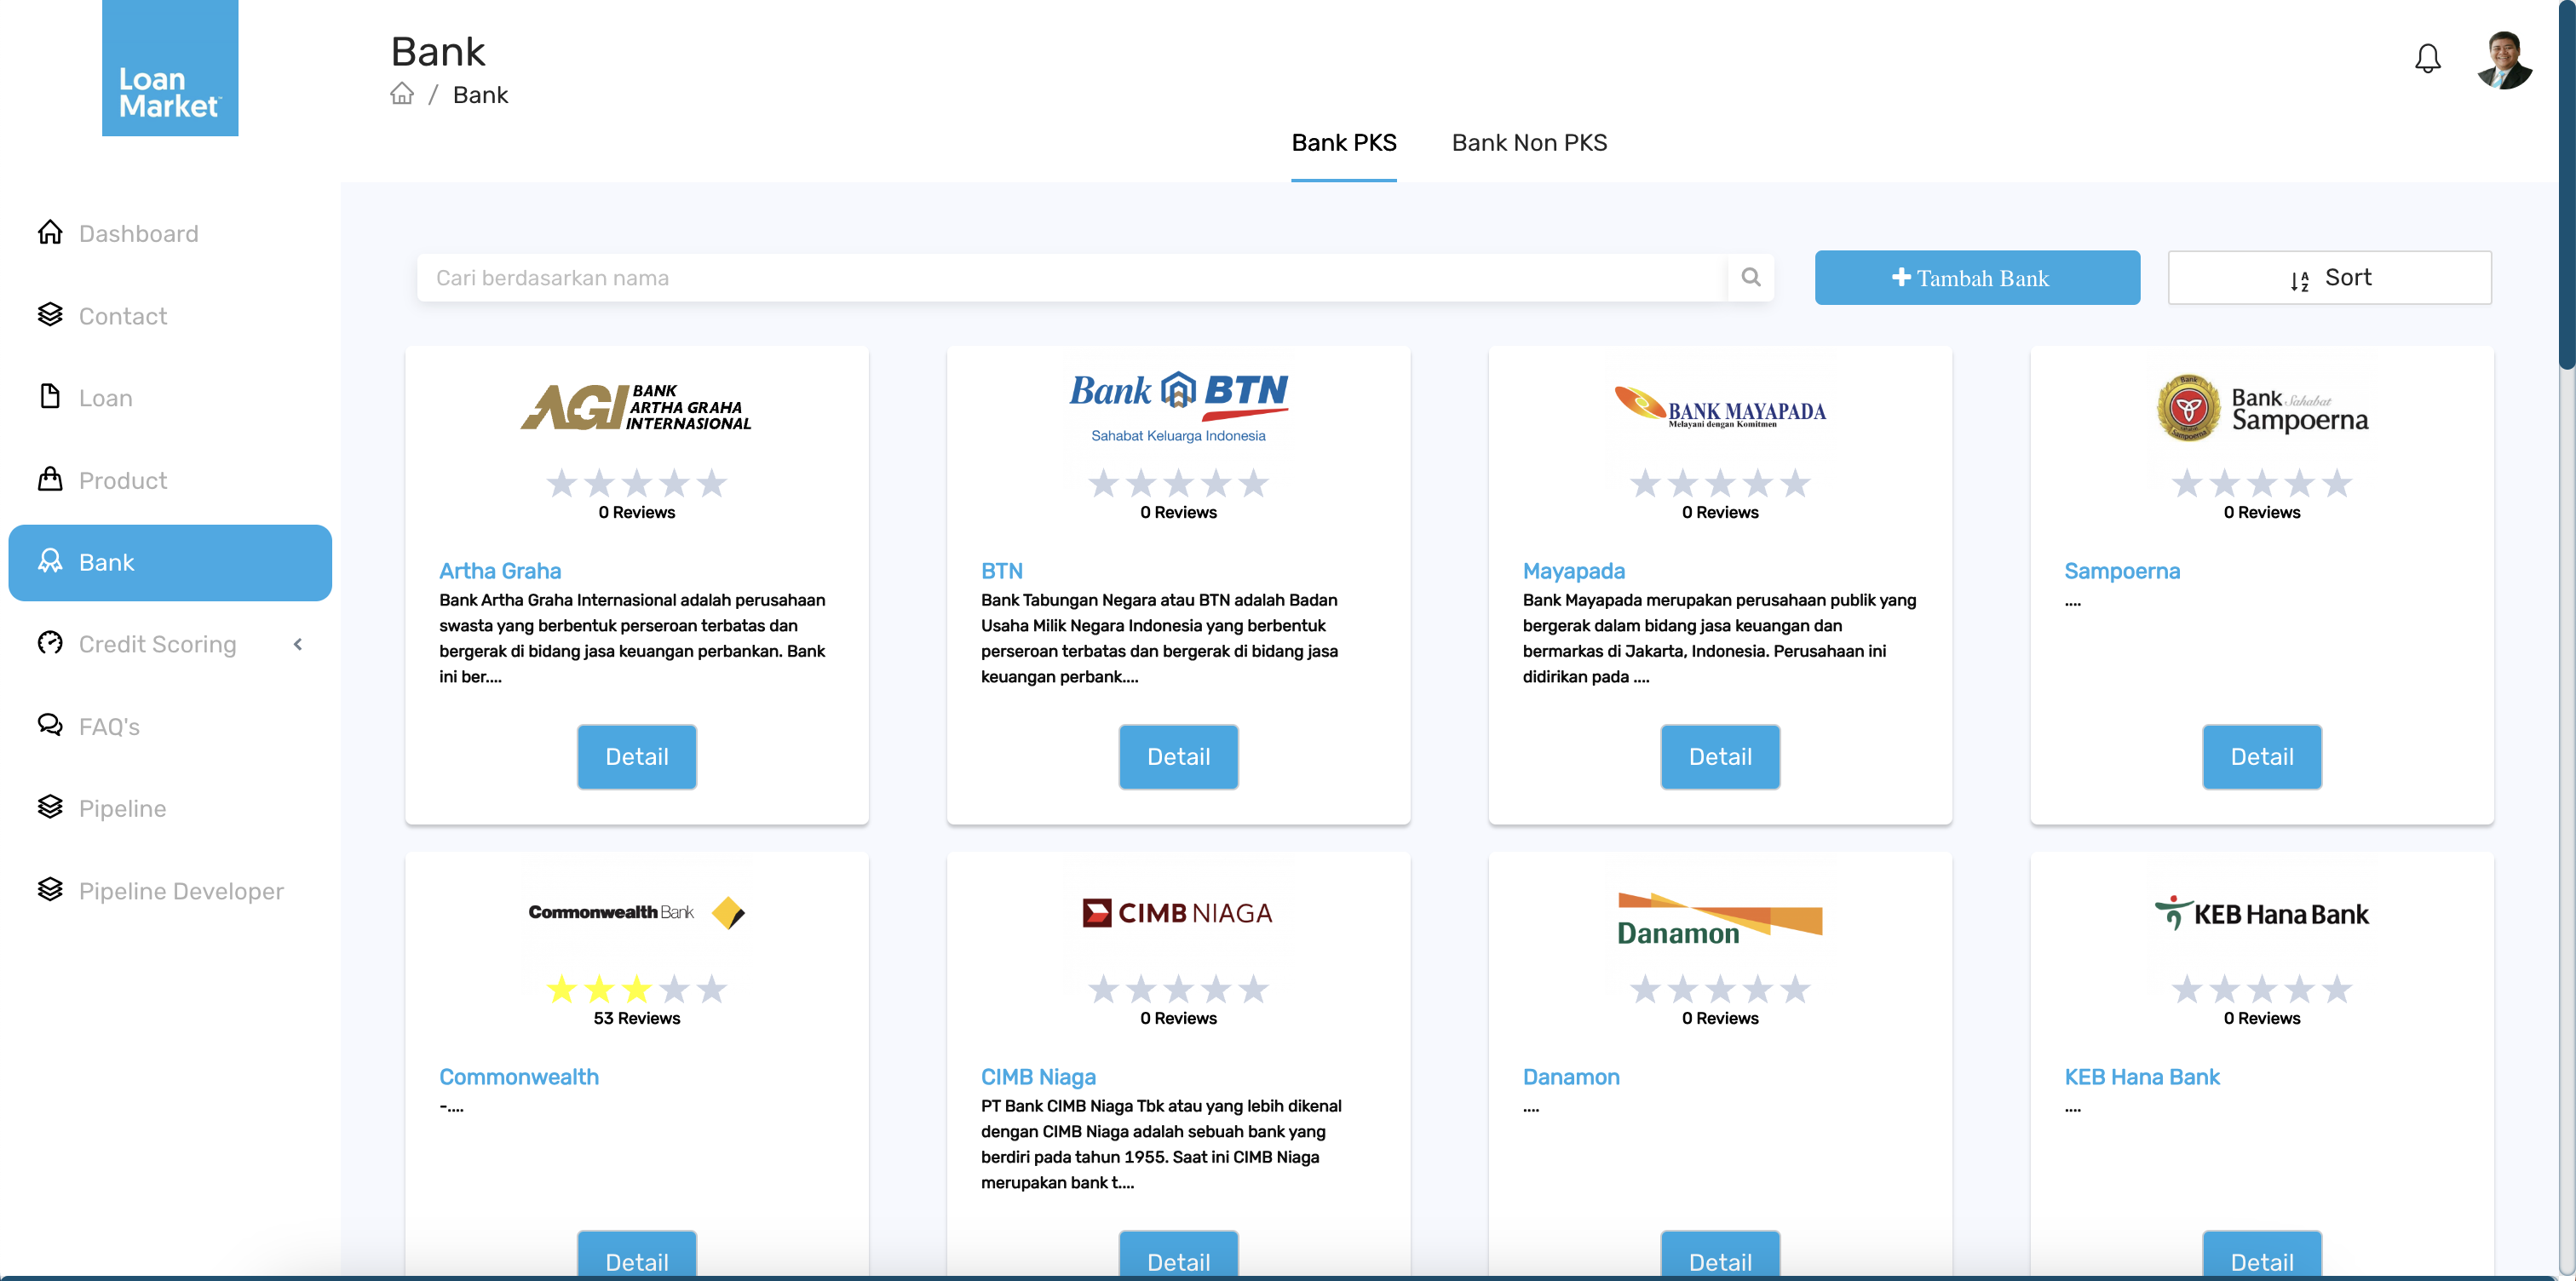 Loan
Market
Bank
/ Bank
Bank PKS
Bank Non PKS
Dashboard
Contact
Loan
Product
Bank
Credit Scoring
FAQ's
Pipeline
Pipeline Developer
Cari berdasarkan nama
Tambah Bank
Sort
AGI BANK
ARTHA GRAHA
INTERNASIONAL
0 Reviews
Artha Graha
Bank Artha Graha Internasional adalah perusahaan
swasta yang berbentuk perseroan terbatas dan
bergerak di bidang jasa keuangan perbankan. Bank
ini ber....
Detail
Bank BTN
Sahabat Keluarga Indonesia
0 Reviews
BTN
Bank Tabungan Negara atau BTN adalah Badan
Usaha Milik Negara Indonesia yang berbentuk
perseroan terbatas dan bergerak di bidang jasa
keuangan perbank....
Detail
BANK MAYAPADA
Melayani dengan Komitmen
0 Reviews
Mayapada
Bank Mayapada merupakan perusahaan publik yang
bergerak dalam bidang jasa keuangan dan
bermarkas di Jakarta, Indonesia. Perusahaan ini
didirikan pada ....
Detail
Bank Sahabat
Sampoerna
0 Reviews
Sampoerna
....
Detail
CommonwealthBank
53 Reviews
Commonwealth
-....
Detail
CIMB NIAGA
0 Reviews
CIMB Niaga
PT Bank CIMB Niaga Tbk atau yang lebih dikenal
dengan CIMB Niaga adalah sebuah bank yang
berdiri pada tahun 1955. Saat ini CIMB Niaga
merupakan bank t....
Detail
Danamon
0 Reviews
Danamon
....
Detail
KEB Hana Bank
0 Reviews
KEB Hana Bank
....
Detail